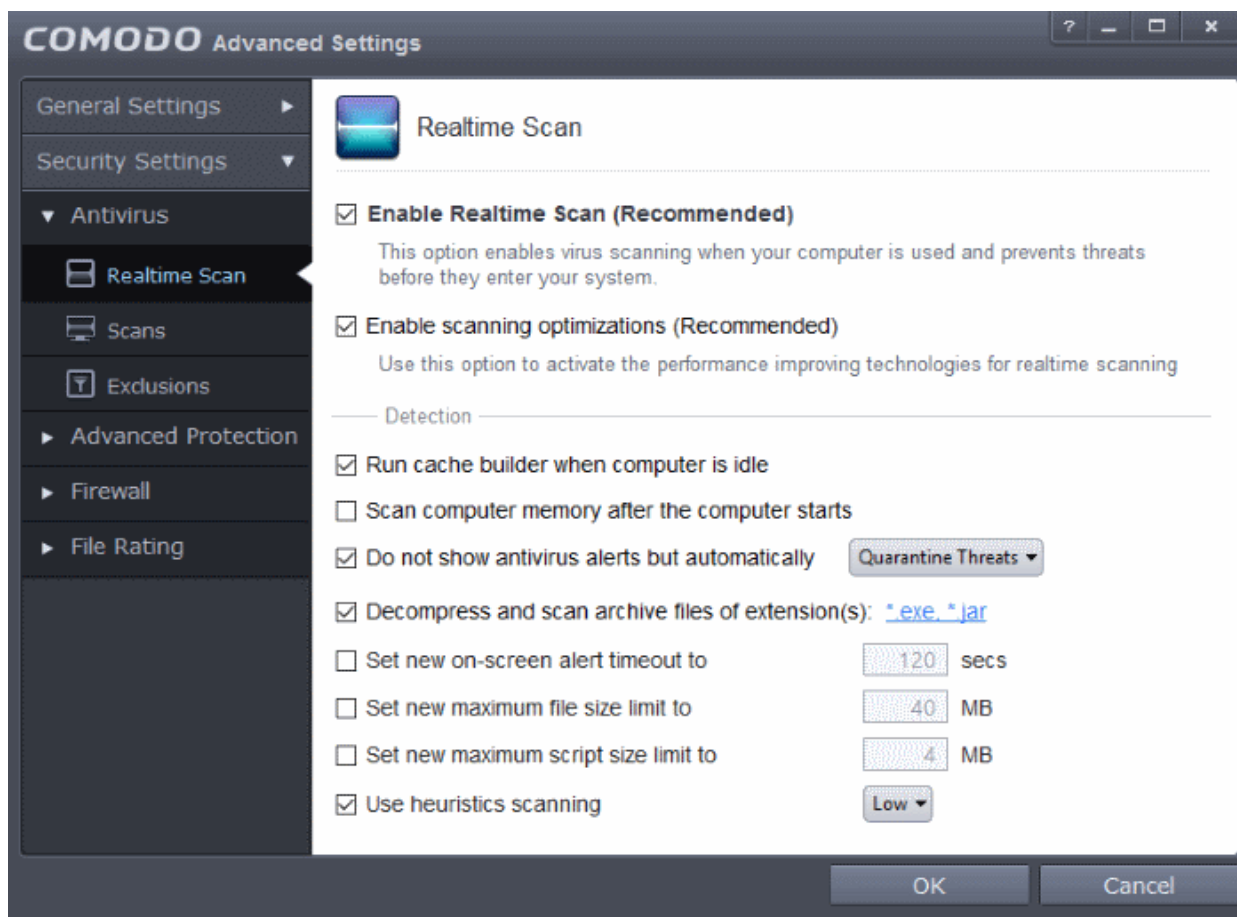 COMODO Advanced Settings
?
General Settings
Security Settings
Antivirus
Realtime Scan
Scans
Exclusions
Advanced Protection
Firewall
File Rating
Realtime Scan
Enable Realtime Scan (Recommended)
This option enables virus scanning when your computer is used and prevents threats
before they enter your system.
Enable scanning optimizations (Recommended)
Use this option to activate the performance improving technologies for realtime scanning
Detection
Run cache builder when computer is idle
Scan computer memory after the computer starts
Do not show antivirus alerts but automatically Quarantine Threats
Decompress and scan archive files of extension(s): *.exe, *.jar
Set new on-screen alert timeout to 120 secs
Set new maximum file size limit to 40 MB
Set new maximum script size limit to 4 MB
Use heuristics scanning Low
OK Cancel